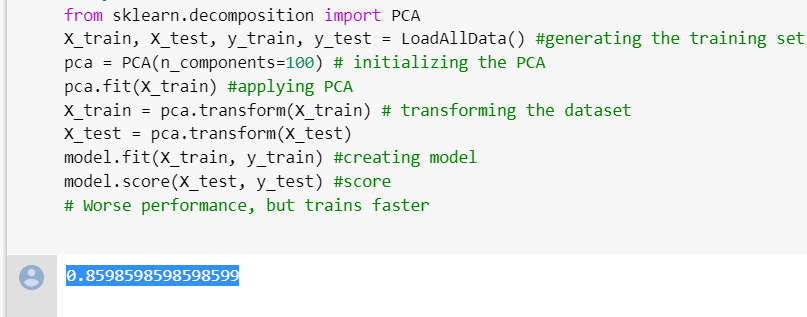 from sklearn.decomposition import PCA
X_train, X_test, y_train, y_test = LoadAllData() #generating the training set
pca = PCA(n_components=100) # initializing the PCA
pca.fit(X_train) #applying PCA
X_train = pca.transform(X_train) # transforming the dataset
X_test = pca.transform(X_test)
model.fit(X_train, y_train) #creating model
model.score(X_test, y_test) #score
# Worse performance, but trains faster
0.8598598598598599